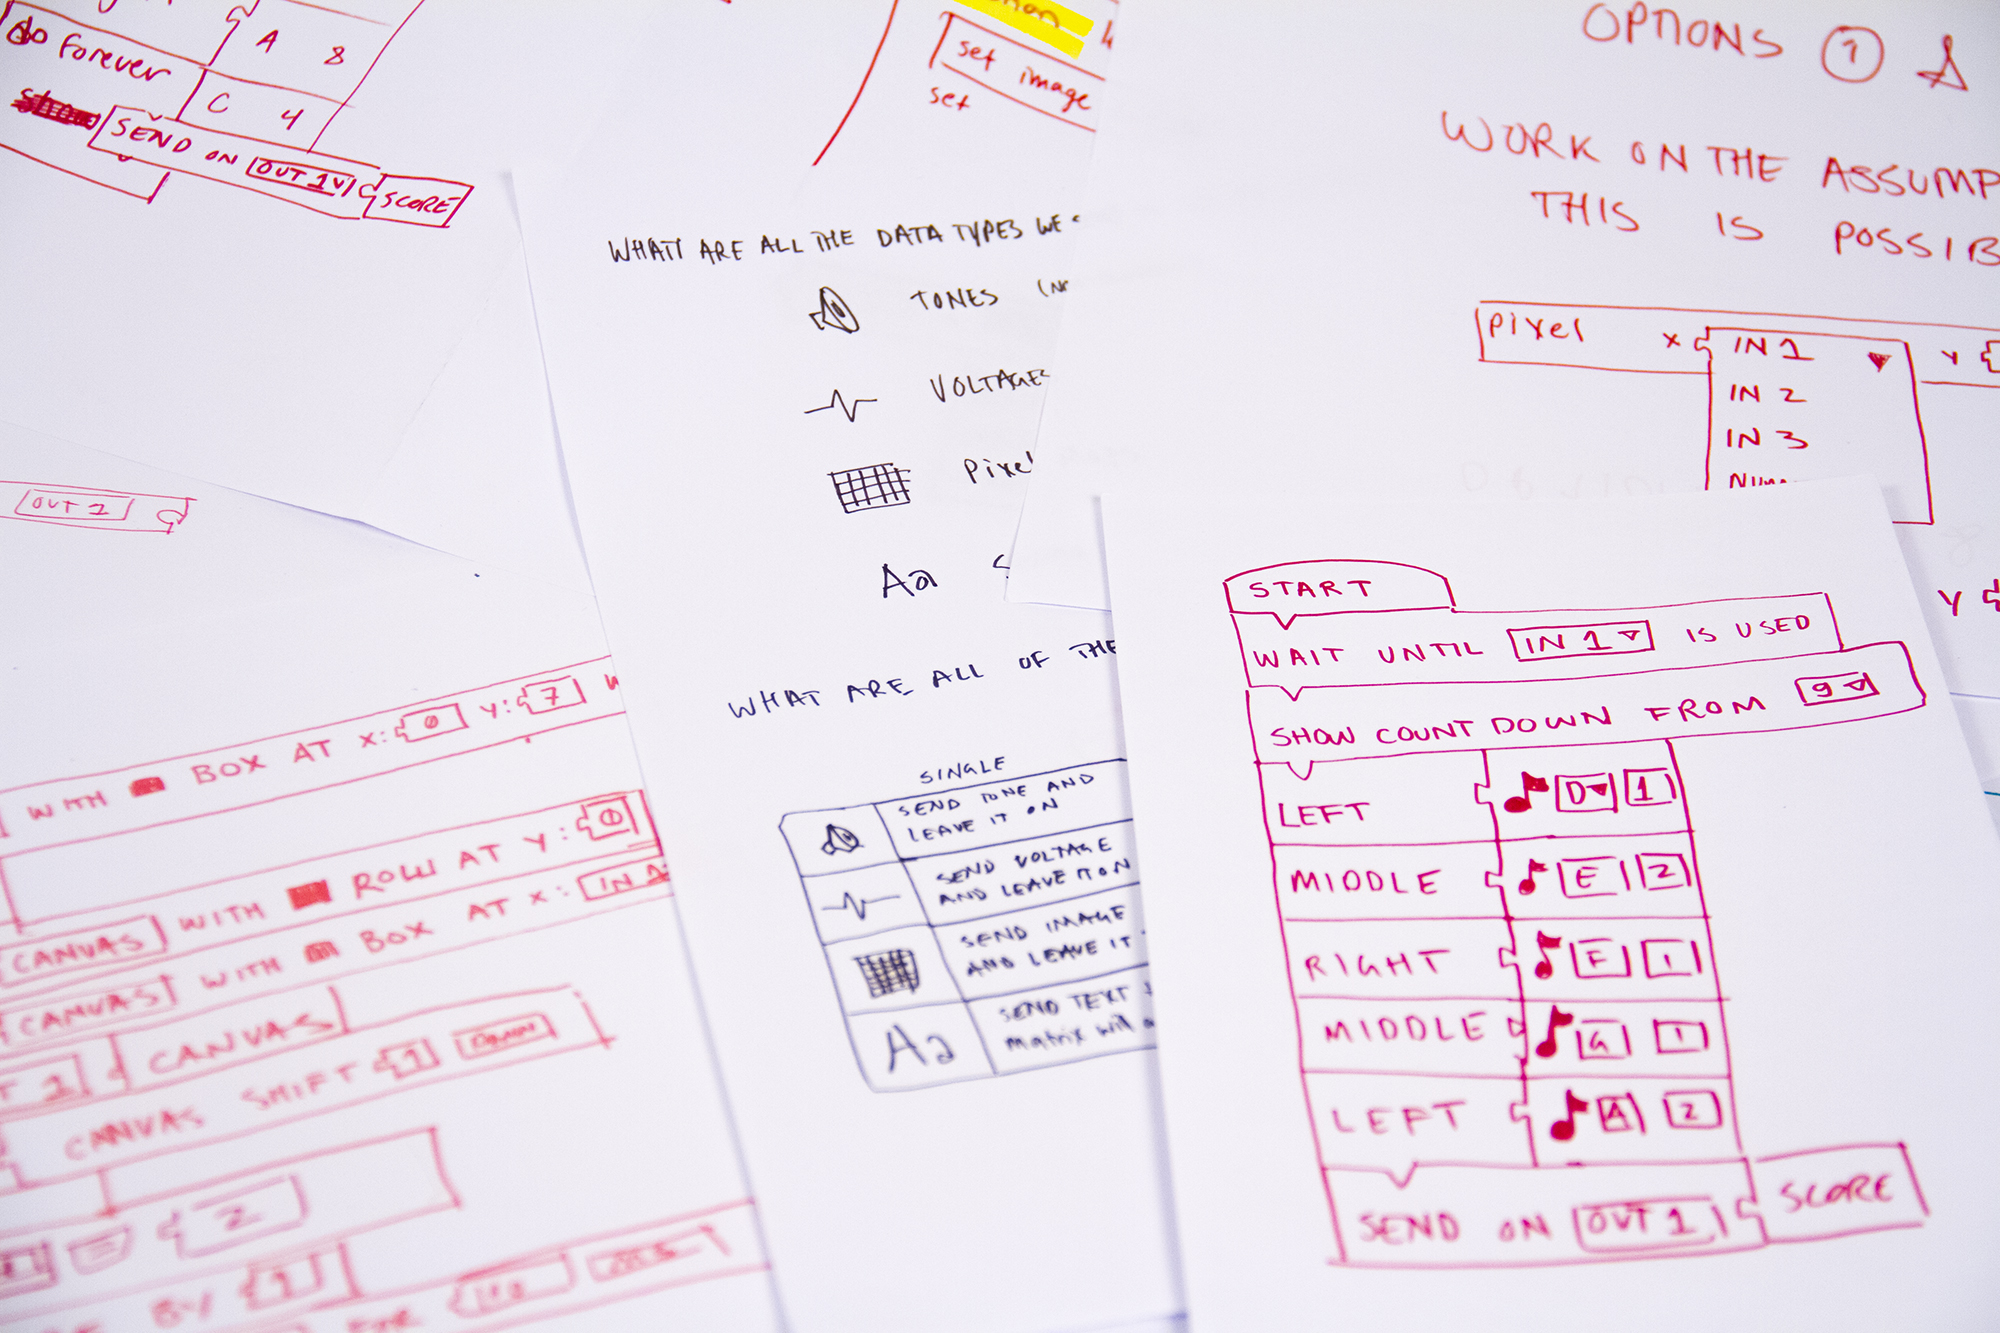 A 8
do forever
C 4
SEND ON OUT 1 SCORE
OUT 1
set image
set
WHAT ARE ALL THE DATA TYPES WE
TONES
VOLTAGE
Pixel
Aa
WHAT ARE ALL OF THE
SINGLE
SEND TONE AND
LEAVE IT ON
SEND VOLTAGE
AND LEAVE IT ON
SEND IMAGE
AND LEAVE IT
Aa
SEND TEXT
matrix will
OPTIONS 1
WORK ON THE ASSUMP
THIS IS POSSIB
Pixel x IN 1 Y
IN 2
IN 3
Y
WITH BOX AT X: 0 Y: 7
WITH ROW AT Y: 0
CANVAS WITH BOX AT X: IN 1
CANVAS
CANVAS
CANVAS SHIFT 1 DOWN
2
BY 1
START
WAIT UNTIL IN 1 IS USED
SHOW COUNT DOWN FROM 9
LEFT D 1
MIDDLE E 2
RIGHT F 1
MIDDLE G 1
LEFT A 2
SEND ON OUT 1 SCORE